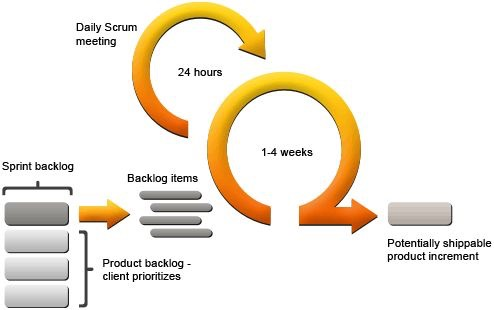 Daily Scrum
meeting
24 hours
1-4 weeks
Sprint backlog
Backlog items
Product backlog -
client prioritizes
Potentially shippable
product increment